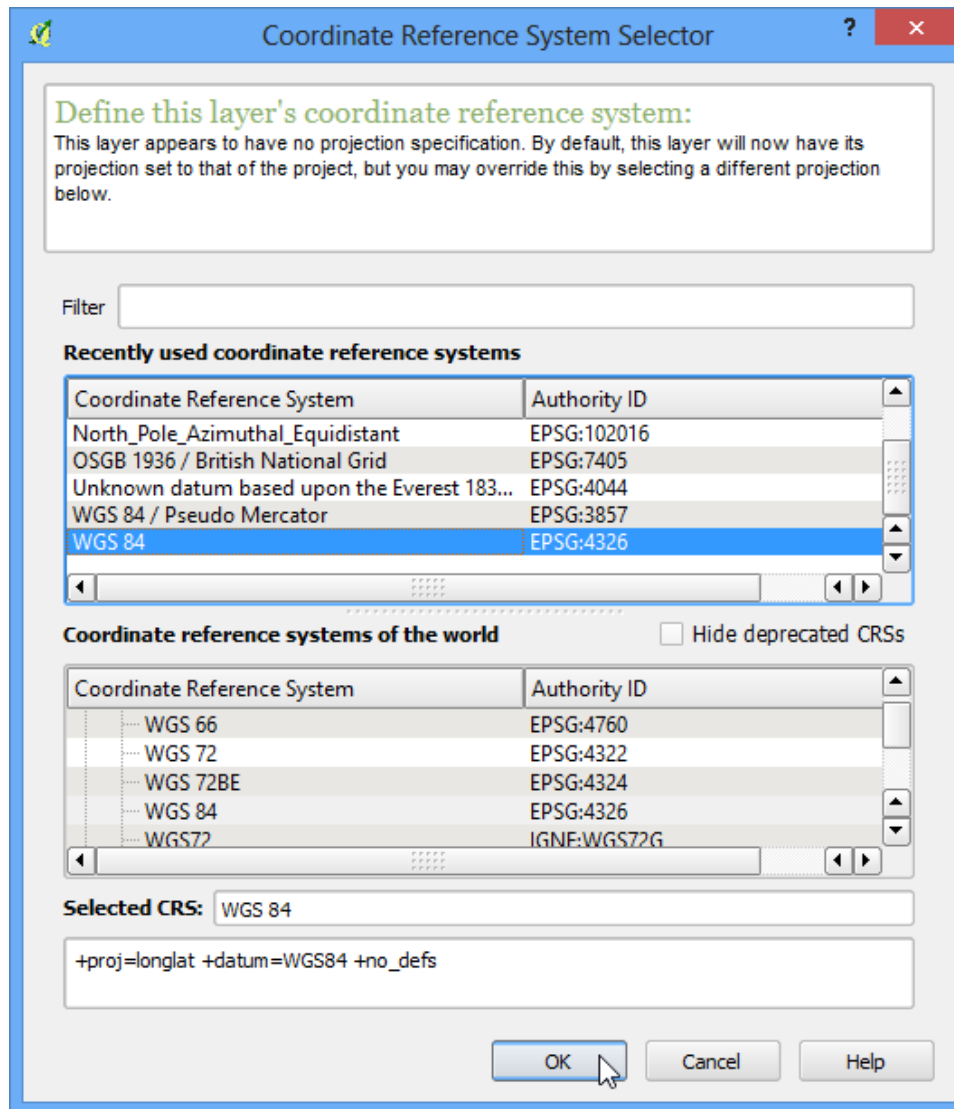 Coordinate Reference System Selector ? ×
Define this layer's coordinate reference system:
This layer appears to have no projection specification. By default, this layer will now have its
projection set to that of the project, but you may override this by selecting a different projection
below.
Filter
Recently used coordinate reference systems
Coordinate Reference System Authority ID
North_Pole_Azimuthal_Equidistant EPSG:102016
OSGB 1936 / British National Grid EPSG:7405
Unknown datum based upon the Everest 183... EPSG:4044
WGS 84 / Pseudo Mercator EPSG:3857
WGS 84 EPSG:4326
Coordinate reference systems of the world Hide deprecated CRSs
Coordinate Reference System Authority ID
WGS 66 EPSG:4760
WGS 72 EPSG:4322
WGS 72BE EPSG:4324
WGS 84 EPSG:4326
WGS72 IGNF:WGS72G
Selected CRS: WGS 84
+proj=longlat +datum=WGS84 +no_defs
OK Cancel Help